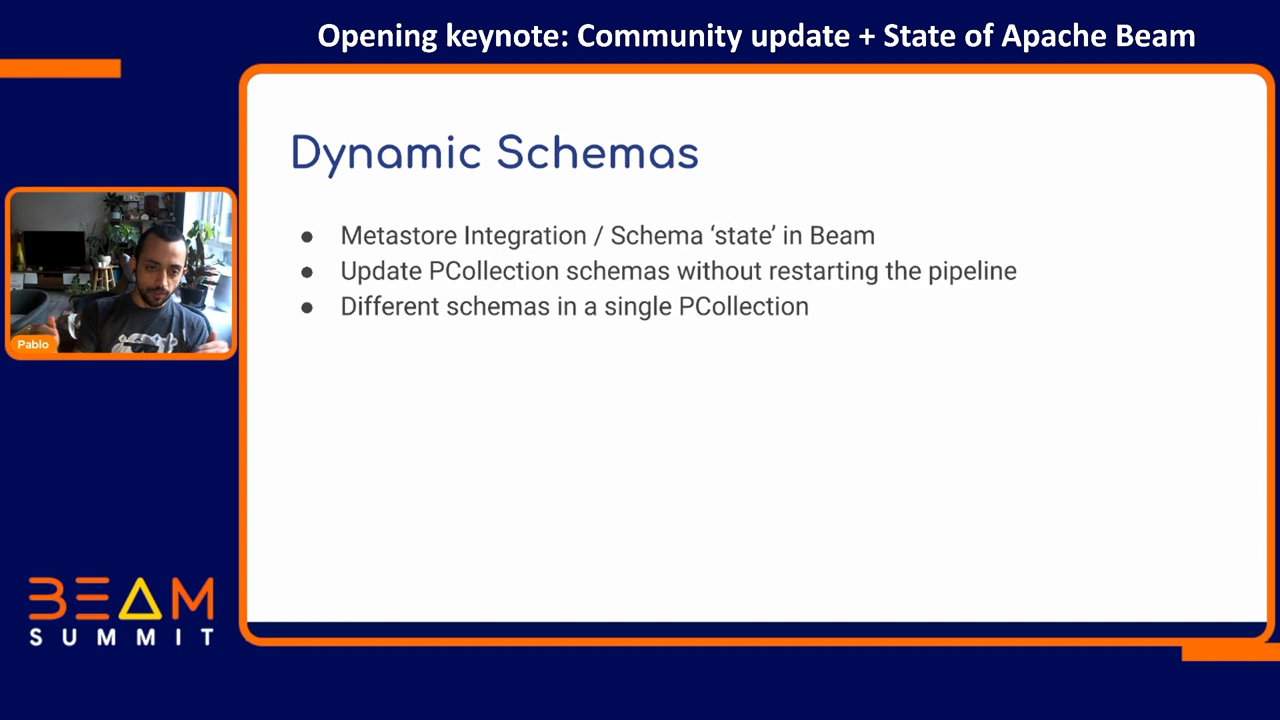 Opening keynote: Community update + State of Apache Beam
Dynamic Schemas
● Metastore Integration / Schema ‘state’ in Beam
● Update PCollection schemas without restarting the pipeline
● Different schemas in a single PCollection
Pablo
BEAM
SUMMIT